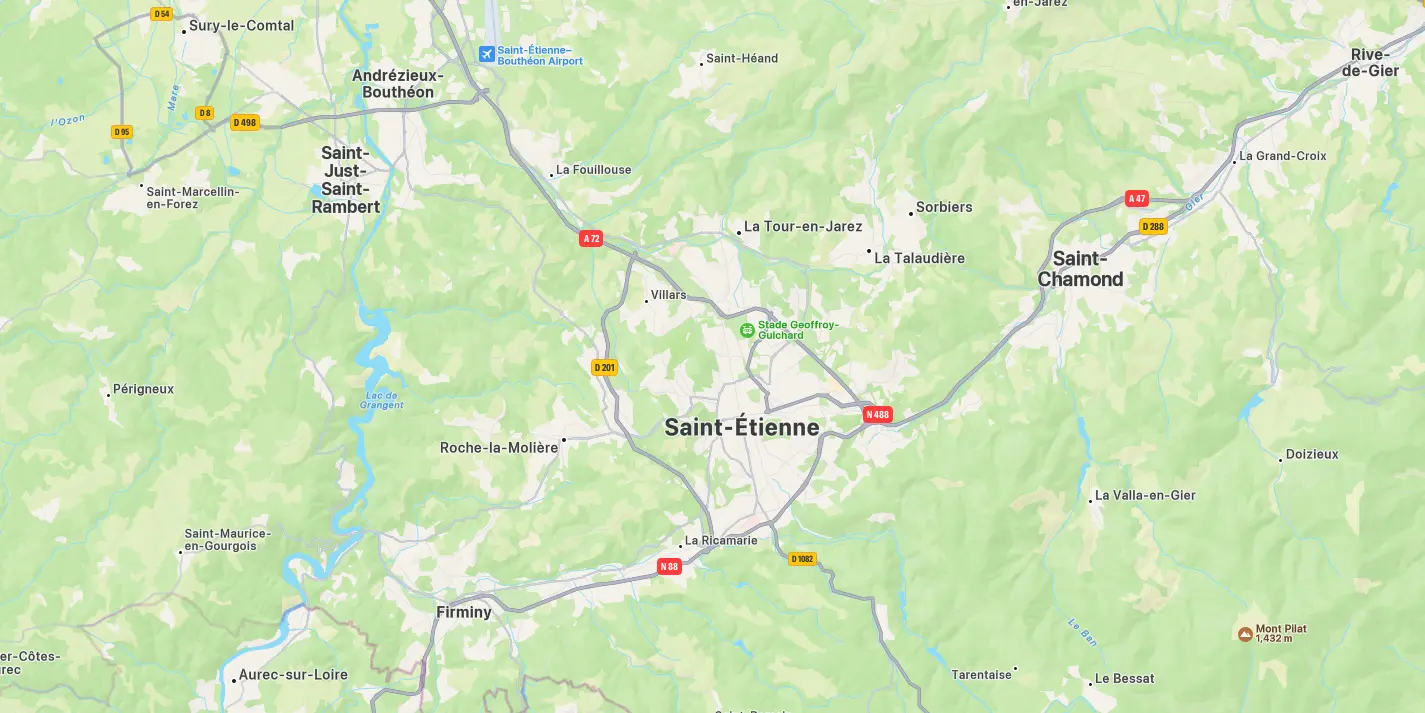 en-Jarez
D 54
Sury-le-Comtal
Saint-Étienne–
Bouthéon Airport
Saint-Héand
Rive-
de-Gier
Andrézieux-
Bouthéon
Mare
D 8
l'Ozon
D 95
D 498
Saint-
Just-
Saint-
Rambert
La Fouillouse
La Grand-Croix
Saint-Marcellin-
en-Forez
A 47
Gier
Sorbiers
D 288
La Tour-en-Jarez
A 72
La Talaudière
Saint-
Chamond
Villars
Stade Geoffroy-
Guichard
D 201
Périgneux
Lac de
Grangent
N 488
Saint-Étienne
Roche-la-Molière
Doizieux
La Valla-en-Gier
Saint-Maurice-
en-Gourgois
La Ricamarie
D 1082
N 88
Firminy
Le Ban
Mont Pilat
1,432 m
er-Côtes-
rec
Aurec-sur-Loire
Tarentaise
Le Bessat